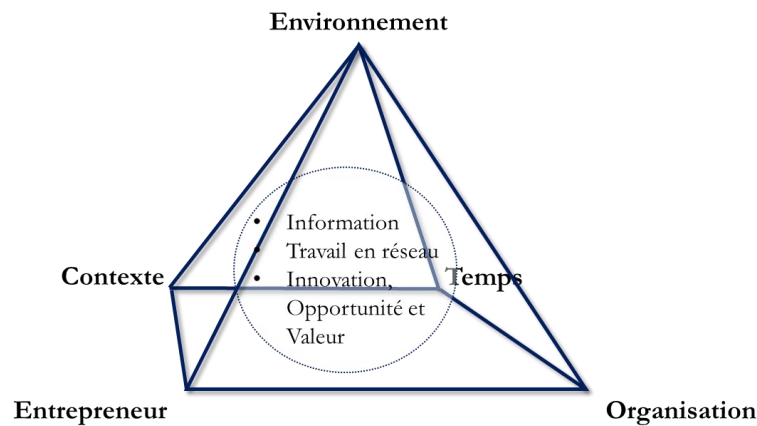 Environnement
• Information
• Travail en réseau
Contexte
• Innovation,
Temps
Opportunité et
Valeur
Entrepreneur
Organisation